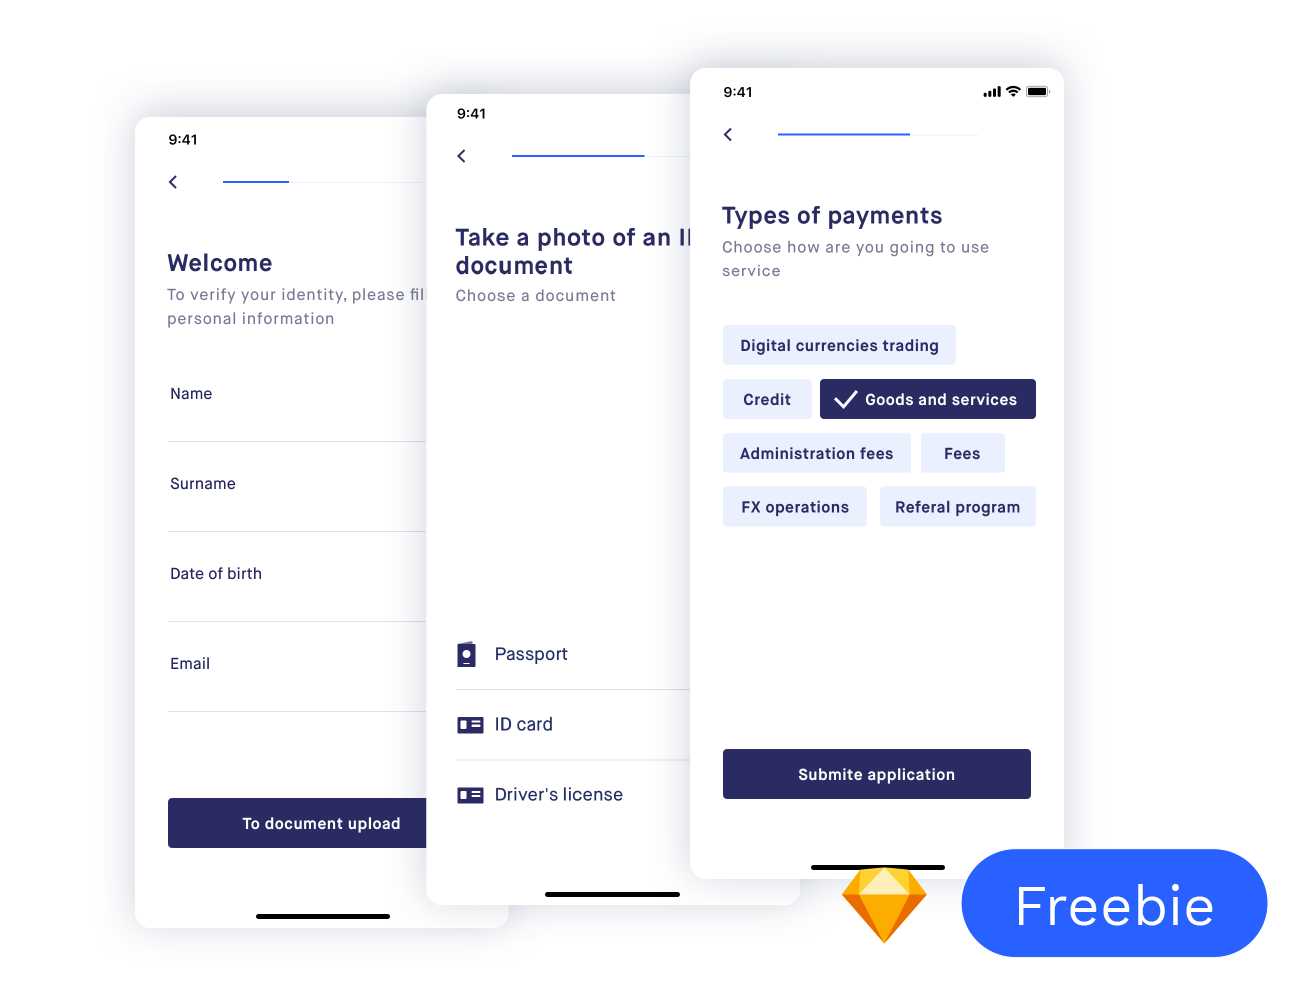 9:41
Welcome
To verify your identity, please fill
personal information
Name
Surname
Date of birth
Email
To document upload
9:41
Take a photo of an I
document
Choose a document
Passport
ID card
Driver's license
9:41
Types of payments
Choose how are you going to use
service
Digital currencies trading
Credit
Goods and services
Administration fees
Fees
FX operations
Referal program
Submite application
Freebie